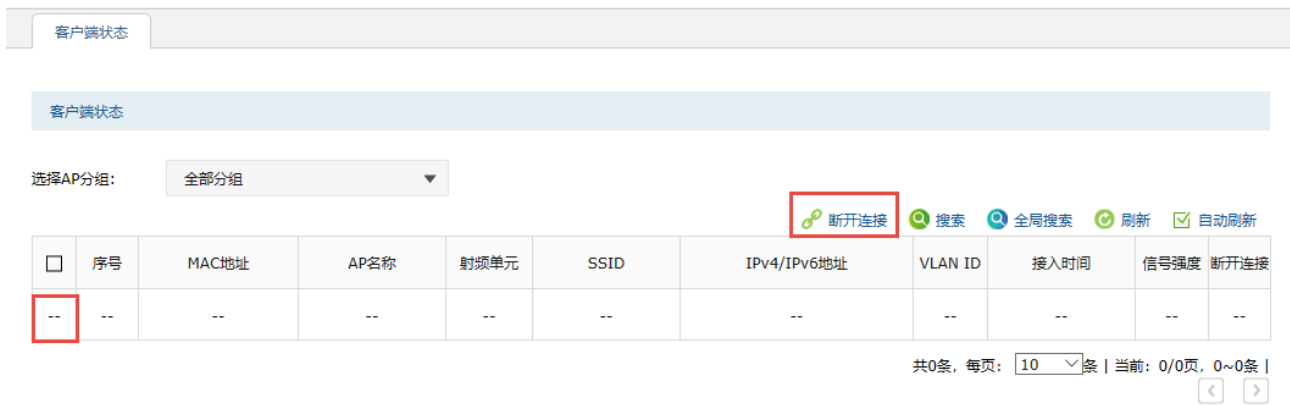 客户端状态
客户端状态
选择AP分组: 全部分组
断开连接 搜索 全局搜索 刷新 自动刷新
序号 MAC地址 AP名称 射频单元 SSID IPv4/IPv6地址 VLAN ID 接入时间 信号强度 断开连接
-- -- -- -- -- -- -- -- -- -- --
共0条, 每页: 10 条 | 当前: 0/0页, 0~0条 |